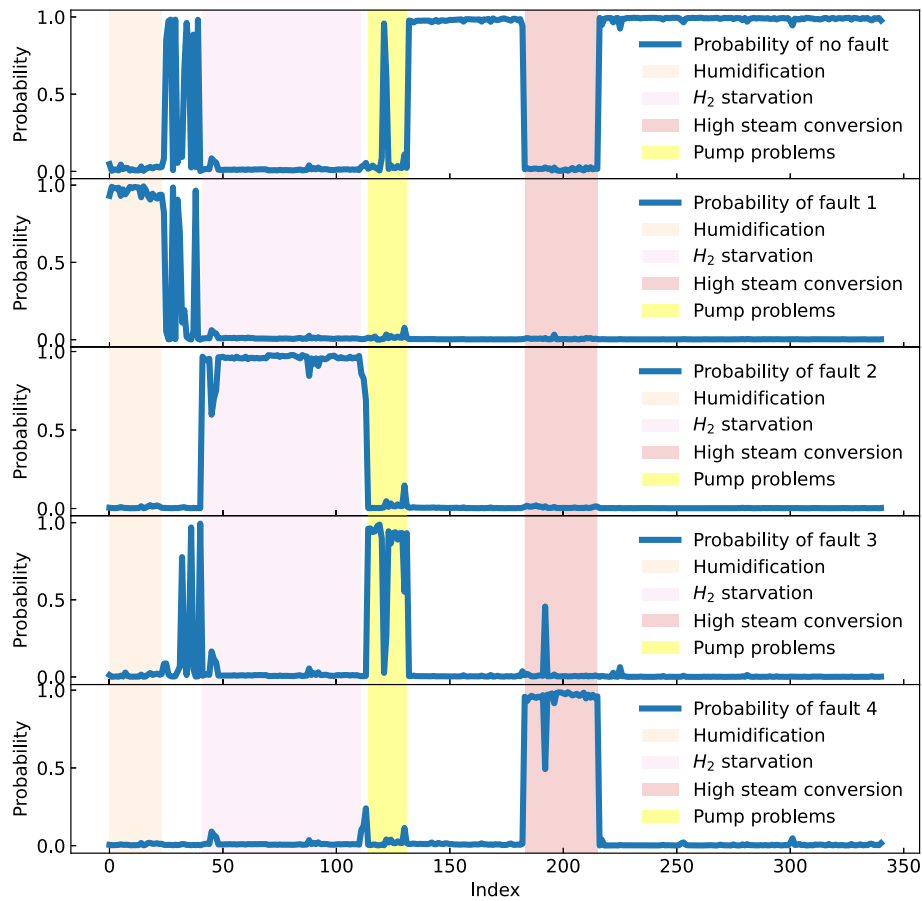 1.0
Probability
0.5
0.0
Probability of no fault
Humidification
H2 starvation
High steam conversion
Pump problems
1.0
Probability
0.5
0.0
Probability of fault 1
Humidification
H2 starvation
High steam conversion
Pump problems
1.0
Probability
0.5
0.0
Probability of fault 2
Humidification
H2 starvation
High steam conversion
Pump problems
1.0
Probability
0.5
0.0
Probability of fault 3
Humidification
H2 starvation
High steam conversion
Pump problems
1.0
Probability
0.5
0.0
Probability of fault 4
Humidification
H2 starvation
High steam conversion
Pump problems
0 50 100 150 200 250 300 350
Index